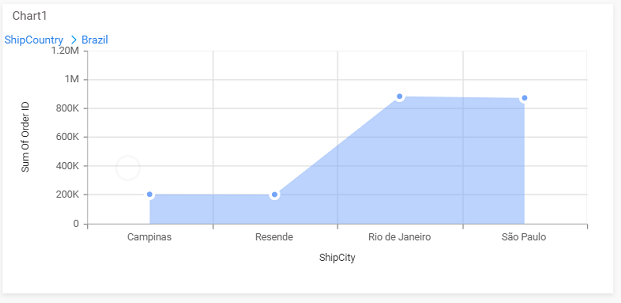 Chart1
ShipCountry > Brazil
1.20M
1M
800K
600K
400K
200K
0
Sum Of Order ID
Campinas Resende Rio de Janeiro São Paulo
ShipCity